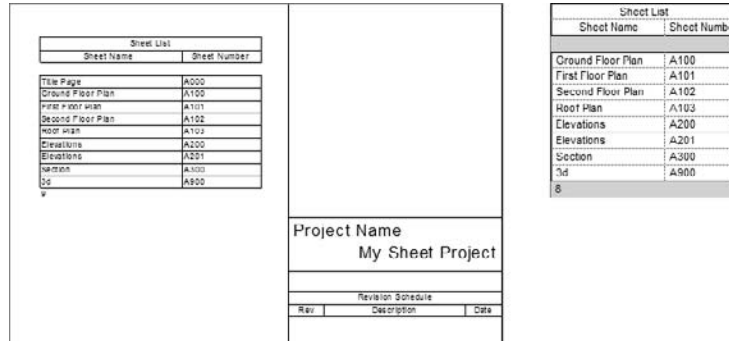 Sheet List
Sheet Name Sheet Number
Title Page A000
Ground Floor Plan A100
First Floor Plan A101
Second Floor Plan A102
Roof Plan A103
Elevations A200
Elevations A201
Section A300
3d A900
9
Project Name
My Sheet Project
Revision Schedule
Rev Description Date
Sheet List
Sheet Name Sheet Numb
Ground Floor Plan A100
First Floor Plan A101
Second Floor Plan A102
Roof Plan A103
Elevations A200
Elevations A201
Section A300
3d A900
8